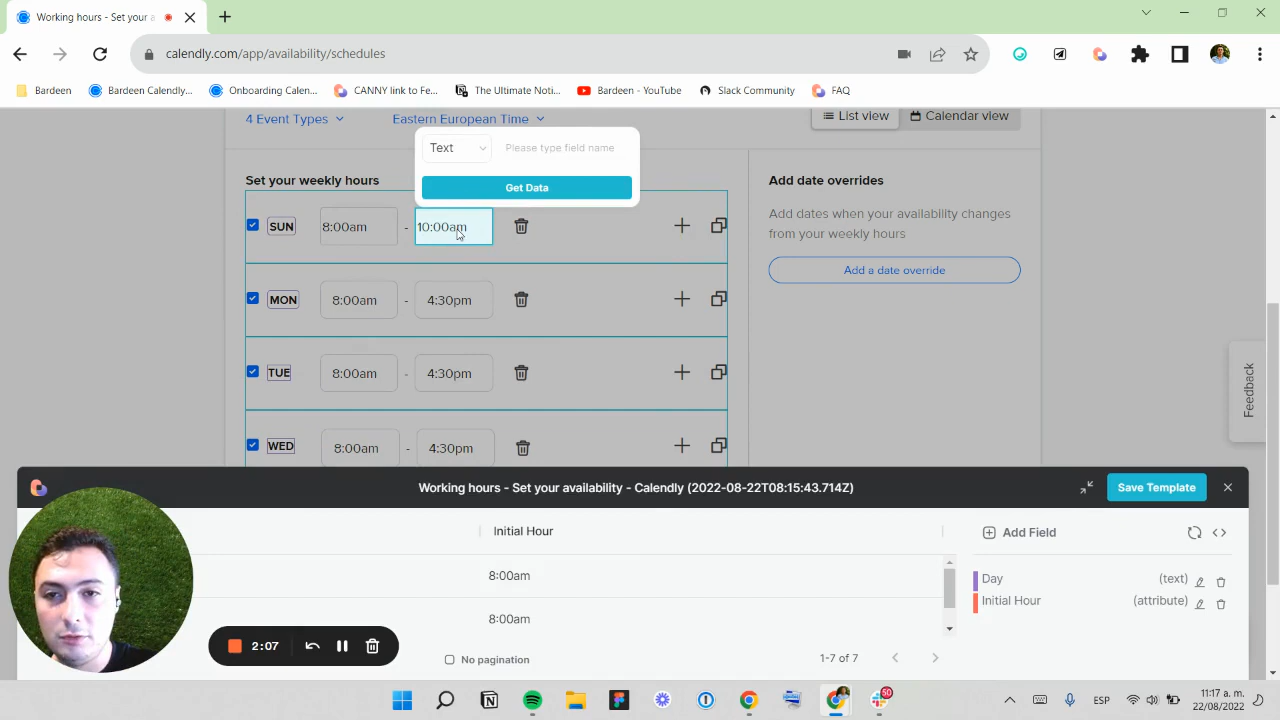 Working hours - Set your a
calendly.com/app/availability/schedules
Bardeen
Bardeen Calendly...
Onboarding Calen...
CANNY link to Fe...
The Ultimate Noti...
Bardeen - YouTube
Slack Community
FAQ
4 Event Types
Eastern European Time
List view
Calendar view
Text
Please type field name
Get Data
Set your weekly hours
Add date overrides
Add dates when your availability changes
from your weekly hours
Add a date override
SUN 8:00am - 10:00am
MON 8:00am - 4:30pm
TUE 8:00am - 4:30pm
WED 8:00am - 4:30pm
Feedback
Working hours - Set your availability - Calendly (2022-08-22T08:15:43.714Z)
Save Template
Initial Hour
8:00am
8:00am
Add Field
Day (text)
Initial Hour (attribute)
2:07
No pagination
1-7 of 7
50
ESP
11:17 a. m.
22/08/2022